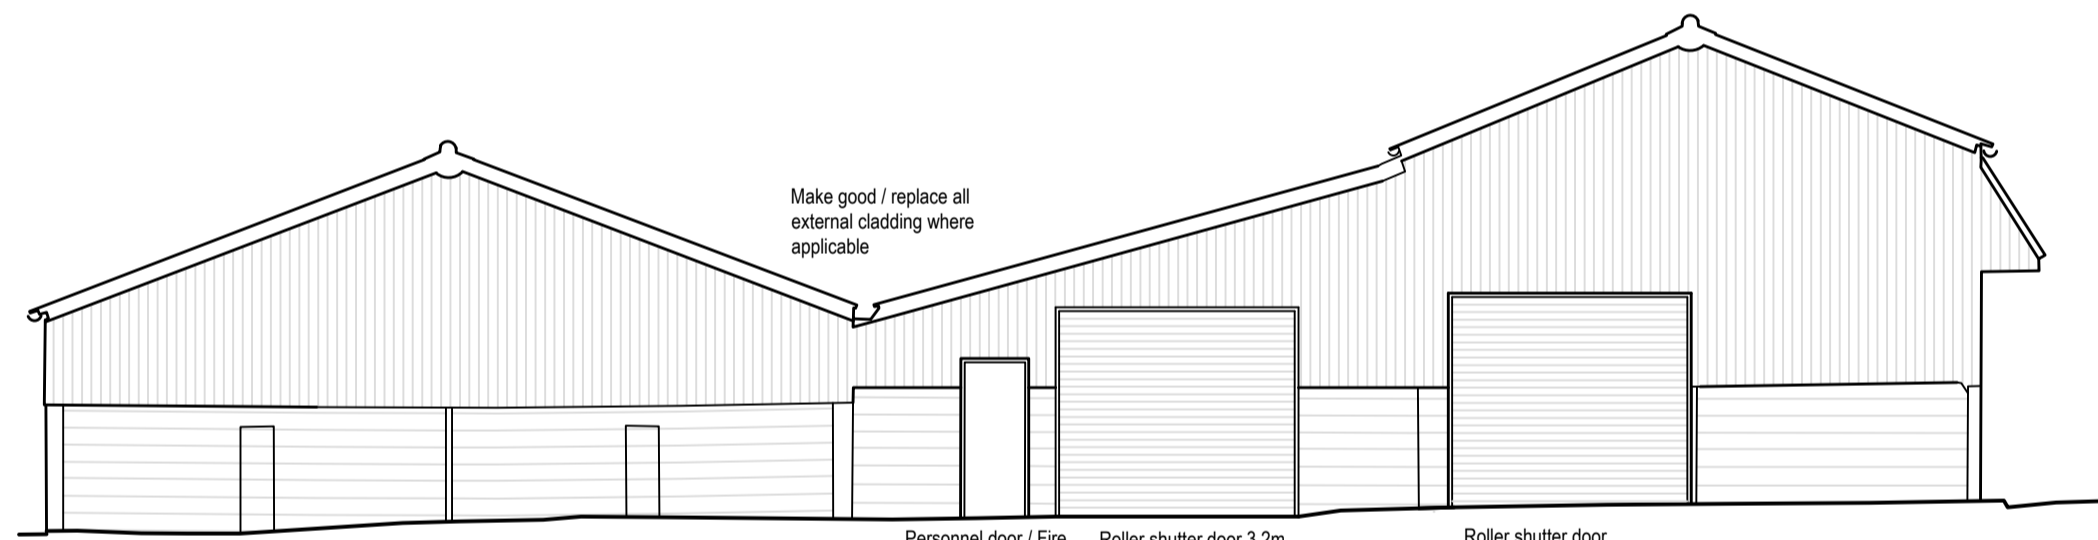 Make good / replace all
external cladding where
applicable
Personnel door / Fire
Roller shutter door 3.2m
Roller shutter door